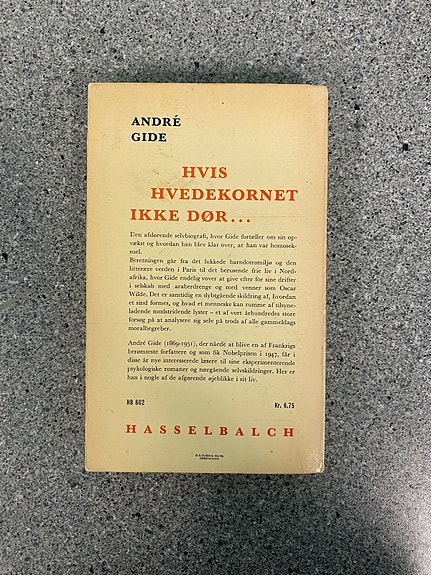 ANDRÉ
GIDE
HVIS
HVEDEKORNET
IKKE DØR...
Den afslørende selvbiografi, hvor Gide fortæller om sin op-
vækst og hvordan han blev klar over, at han var homosek-
suel.
Beretningen går fra det lukkede barndomsmiljø og den
litterære verden i Paris til det berusende frie liv i Nord-
afrika, hvor Gide endelig vover at give efter for sine drifter
i selskab med araberdrenge og med venner som Oscar
Wilde. Det er samtidig en dybtgående skildring af, hvordan
et sind formes, og hvad et menneske kan rumme af tilsyne-
ladende modstridende lyster – et af vort århundredes store
forsøg på at analysere sig selv på trods af alle gammeldags
moralbegreber.
André Gide (1869-1951), der nåede at blive en af Frankrigs
berømteste forfattere og som fik Nobelprisen i 1947, får i
disse år nye interesserede læsere til sine eksperimenterende
psykologiske romaner og nærgående selvskildringer. Her er
han i nogle af de afgørende øjeblikke i sit liv.
HB 602 Kr. 6.75
HASSELBALCH